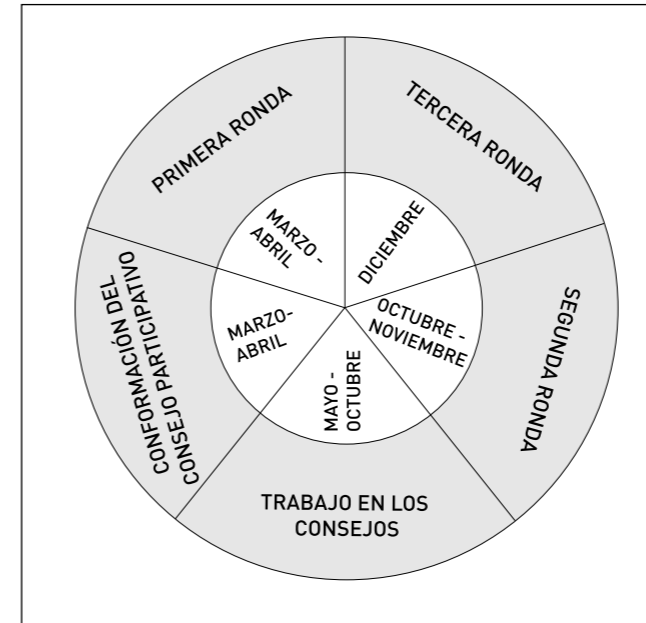 PRIMERA RONDA
MARZO -
ABRIL
CONFORMACIÓN DEL
CONSEJO PARTICIPATIVO
MARZO-
ABRIL
TRABAJO EN LOS
CONSEJOS
MAYO -
OCTUBRE
SEGUNDA RONDA
OCTUBRE -
NOVIEMBRE
TERCERA RONDA
DICIEMBRE